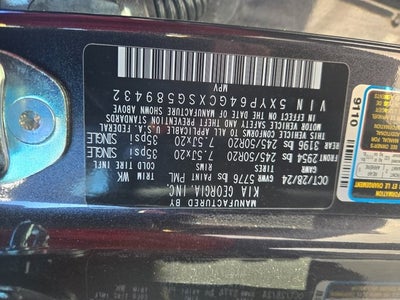 MANUFACTURED BY
KIA GEORGIA, INC.
OCT/28/24 GVWR 5776 lbs PAINT PML TRIM WK
GAWR TIRES RIMS COLD TIRE INFL
FRONT 2954 lbs 245/50R20 7.5JX20 35psi SINGLE
REAR 3196 lbs 245/50R20 7.5JX20 35psi SINGLE
THIS VEHICLE CONFORMS TO ALL APPLICABLE U.S. FEDERAL
MOTOR VEHICLE SAFETY AND THEFT PREVENTION STANDARDS
IN EFFECT ON THE DATE OF MANUFACTURE SHOWN ABOVE
VIN 5XYP64GCXSG589432
MPV
9110